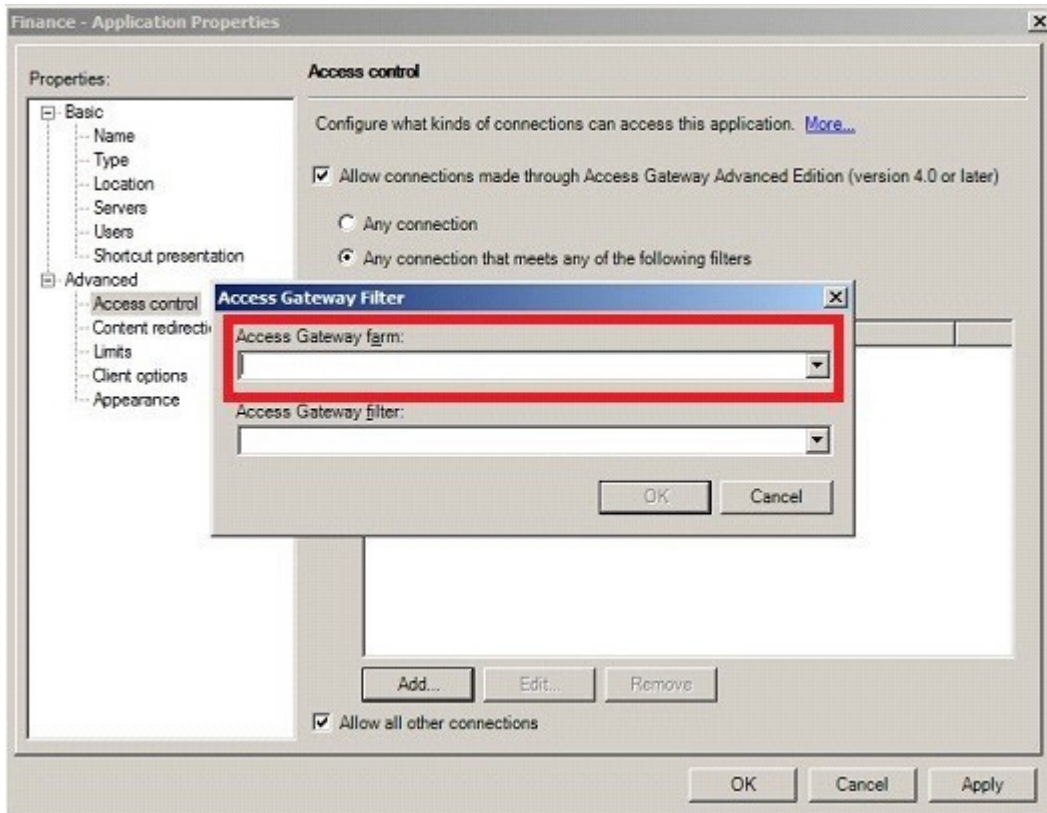 Finance - Application Properties
Properties:
Basic
Name
Type
Location
Servers
Users
Shortcut presentation
Advanced
Access control
Content redirecti
Limits
Client options
Appearance
Access control
Configure what kinds of connections can access this application. More...
Allow connections made through Access Gateway Advanced Edition (version 4.0 or later)
Any connection
Any connection that meets any of the following filters
Access Gateway Filter
Access Gateway farm:
Access Gateway filter:
OK Cancel
Add... Edit... Remove
Allow all other connections
OK Cancel Apply